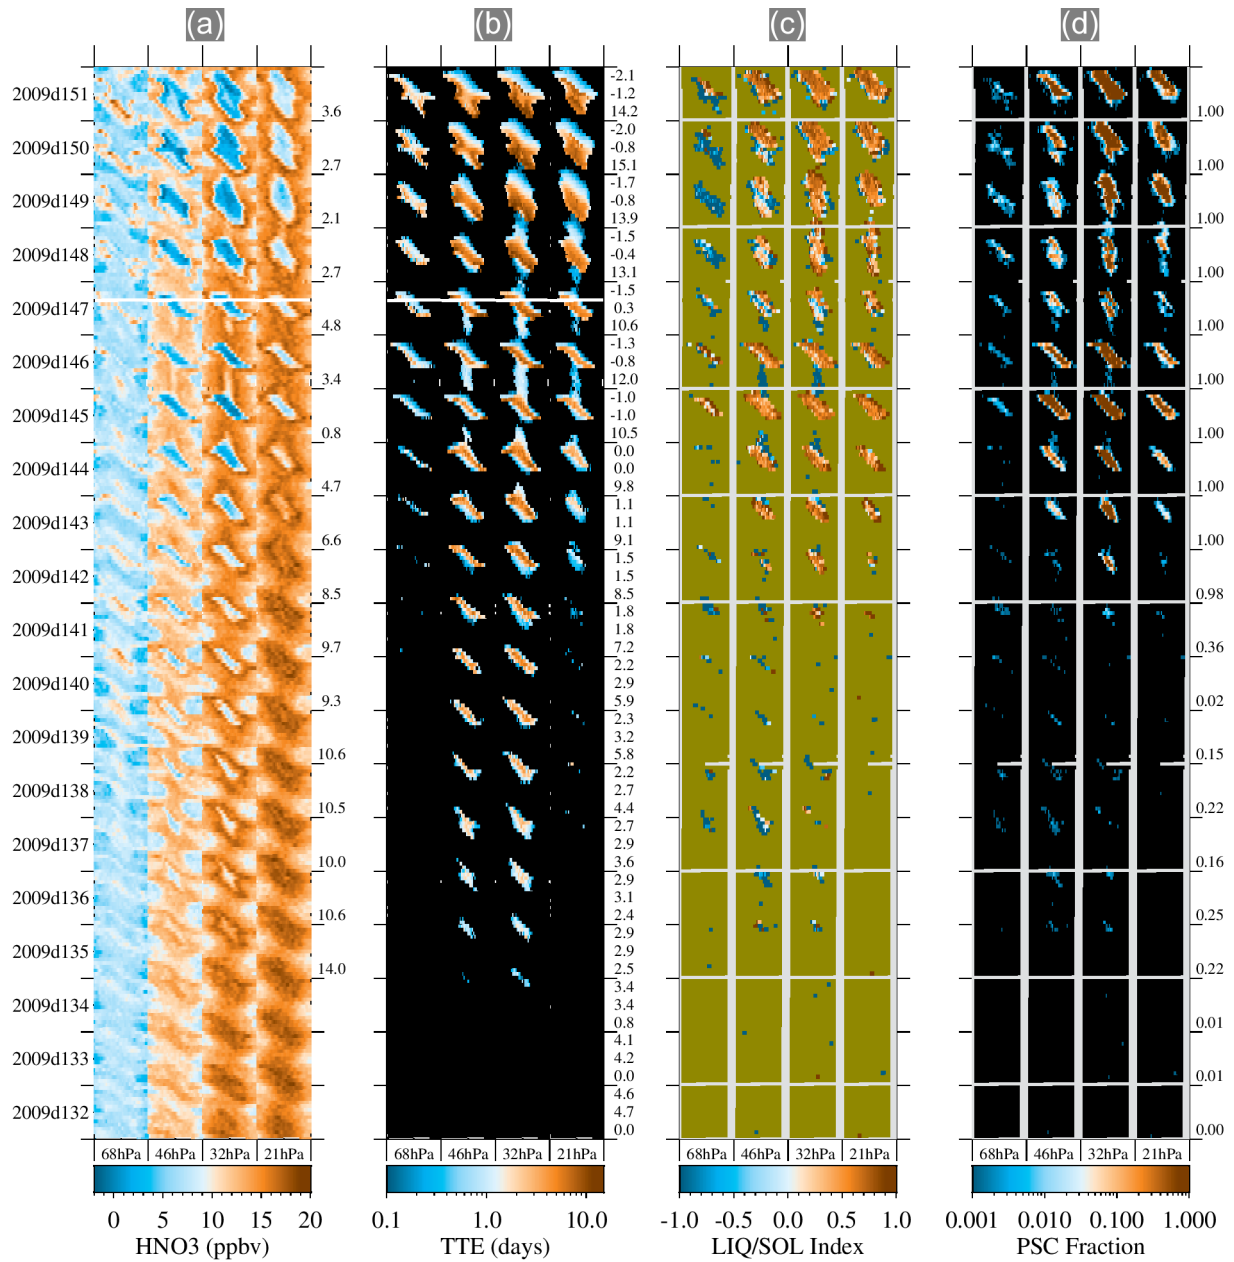 (a)
(b)
(c)
(d)
2009d151
2009d150
2009d149
2009d148
2009d147
2009d146
2009d145
2009d144
2009d143
2009d142
2009d141
2009d140
2009d139
2009d138
2009d137
2009d136
2009d135
2009d134
2009d133
2009d132
3.6
2.7
2.1
2.7
4.8
3.4
0.8
4.7
6.6
8.5
9.7
9.3
10.6
10.5
10.0
10.6
14.0
68hPa 46hPa 32hPa 21hPa
0 5 10 15 20
HNO3 (ppbv)
-2.1
-1.2
14.2
-2.0
-0.8
15.1
-1.7
-0.8
13.9
-1.5
-0.4
13.1
-1.5
0.3
10.6
-1.3
-0.8
12.0
-1.0
-1.0
10.5
0.0
0.0
9.8
1.1
1.1
9.1
1.5
1.5
8.5
1.8
1.8
7.2
2.2
2.9
5.9
2.3
3.2
5.8
2.2
2.7
4.4
2.7
2.9
3.6
2.9
3.1
2.4
2.9
2.9
2.5
3.4
3.4
0.8
4.1
4.2
0.0
4.6
4.7
0.0
68hPa 46hPa 32hPa 21hPa
0.1 1.0 10.0
TTE (days)
68hPa 46hPa 32hPa 21hPa
-1.0 -0.5 0.0 0.5 1.0
LIQ/SOL Index
1.00
1.00
1.00
1.00
1.00
1.00
1.00
1.00
1.00
0.98
0.36
0.02
0.15
0.22
0.16
0.25
0.22
0.01
0.01
0.00
68hPa 46hPa 32hPa 21hPa
0.001 0.010 0.100 1.000
PSC Fraction